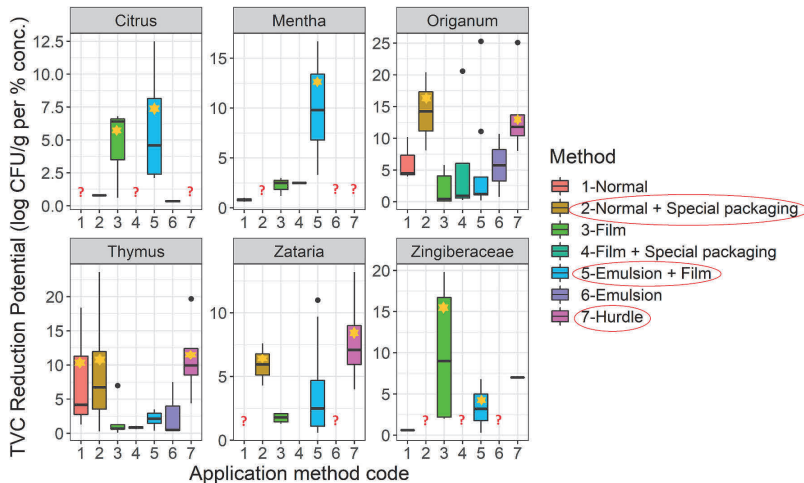 Citrus
Mentha
Origanum
12.5
10.0
7.5
5.0
2.5
0.0
? ? ?
1 2 3 4 5 6 7
15
10
5
0
? ? ?
1 2 3 4 5 6 7
25
20
15
10
5
0
1 2 3 4 5 6 7
Thymus
Zataria
Zingiberaceae
20
15
10
5
0
1 2 3 4 5 6 7
10
5
0
? ?
1 2 3 4 5 6 7
20
15
10
5
0
? ? ?
1 2 3 4 5 6 7
TVC Reduction Potential (log CFU/g per % conc.)
Application method code
Method
1-Normal
2-Normal + Special packaging
3-Film
4-Film + Special packaging
5-Emulsion + Film
6-Emulsion
7-Hurdle